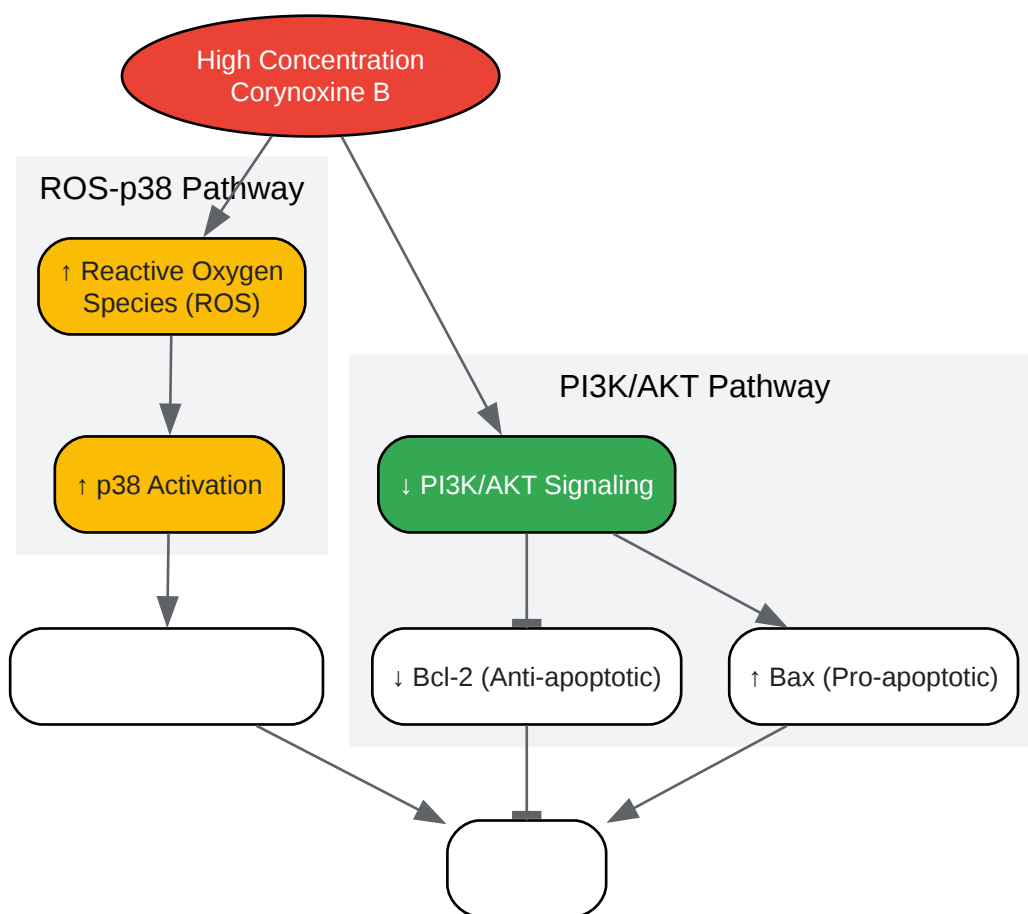 High Concentration
Corynoxine B
ROS-p38 Pathway
↑ Reactive Oxygen
Species (ROS)
PI3K/AKT Pathway
↑ p38 Activation
↓ PI3K/AKT Signaling
↓ Bcl-2 (Anti-apoptotic)
↑ Bax (Pro-apoptotic)